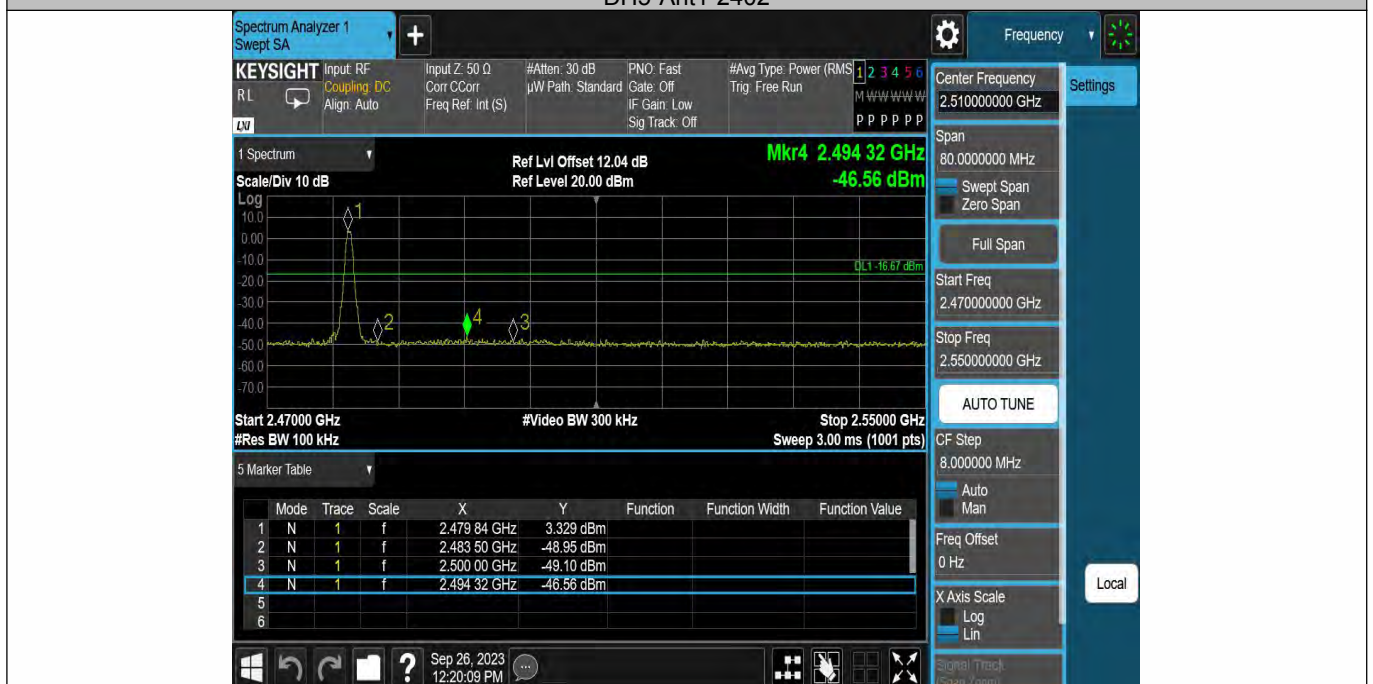 DH5-Ant1-2402
Spectrum Analyzer 1
Swept SA
+
Frequency
KEYSIGHT
RL
LXI
Input: RF
Coupling: DC
Align: Auto
Input Z: 50 Ω
Corr CCorr
Freq Ref: Int (S)
#Atten: 30 dB
µW Path: Standard
PNO: Fast
Gate: Off
IF Gain: Low
Sig Track: Off
#Avg Type: Power (RMS
Trig: Free Run
1 2 3 4 5 6
M W W W W W
P P P P P P
1 Spectrum
Scale/Div 10 dB
Ref Lvl Offset 12.04 dB
Ref Level 20.00 dBm
Mkr4 2.494 32 GHz
-46.56 dBm
Log
10.0
0.00
-10.0
-20.0
-30.0
-40.0
-50.0
-60.0
-70.0
1
2
4
3
DL1 -16.67 dBm
Start 2.47000 GHz
#Res BW 100 kHz
#Video BW 300 kHz
Stop 2.55000 GHz
Sweep 3.00 ms (1001 pts)
5 Marker Table
Mode Trace Scale X Y Function Function Width Function Value
1 N 1 f 2.479 84 GHz 3.329 dBm
2 N 1 f 2.483 50 GHz -48.95 dBm
3 N 1 f 2.500 00 GHz -49.10 dBm
4 N 1 f 2.494 32 GHz -46.56 dBm
5
6
?
Sep 26, 2023
12:20:09 PM
Center Frequency
2.510000000 GHz
Span
80.0000000 MHz
Swept Span
Zero Span
Full Span
Start Freq
2.470000000 GHz
Stop Freq
2.550000000 GHz
AUTO TUNE
CF Step
8.000000 MHz
Auto
Man
Freq Offset
0 Hz
X Axis Scale
Log
Lin
Signal Track
(Span Zoom)
Settings
Local